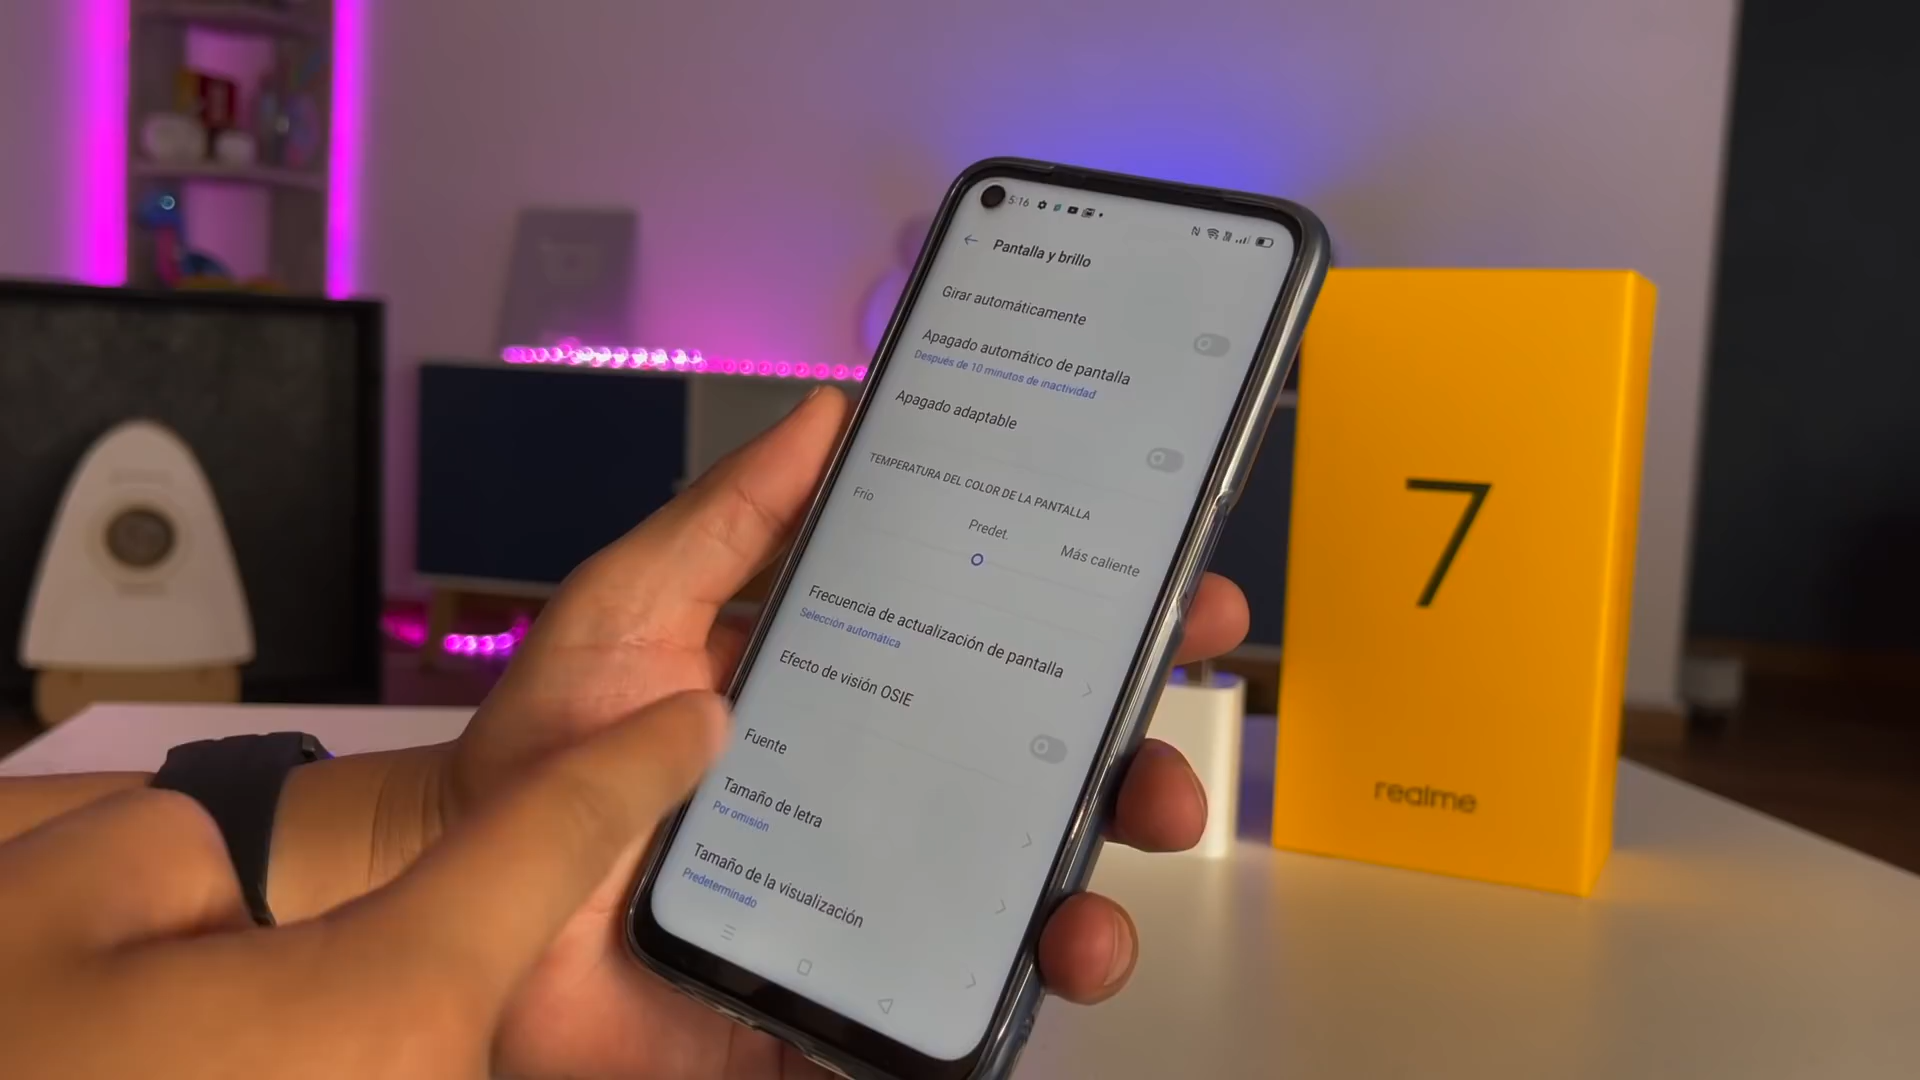 5:16
Pantalla y brillo
Girar automáticamente
Apagado automático de pantalla
Después de 10 minutos de inactividad
Apagado adaptable
TEMPERATURA DEL COLOR DE LA PANTALLA
Frío
Predet.
Más caliente
Frecuencia de actualización de pantalla
Selección automática
Efecto de visión OSIE
Fuente
Tamaño de letra
Por omisión
Tamaño de la visualización
Predeterminado
7
realme